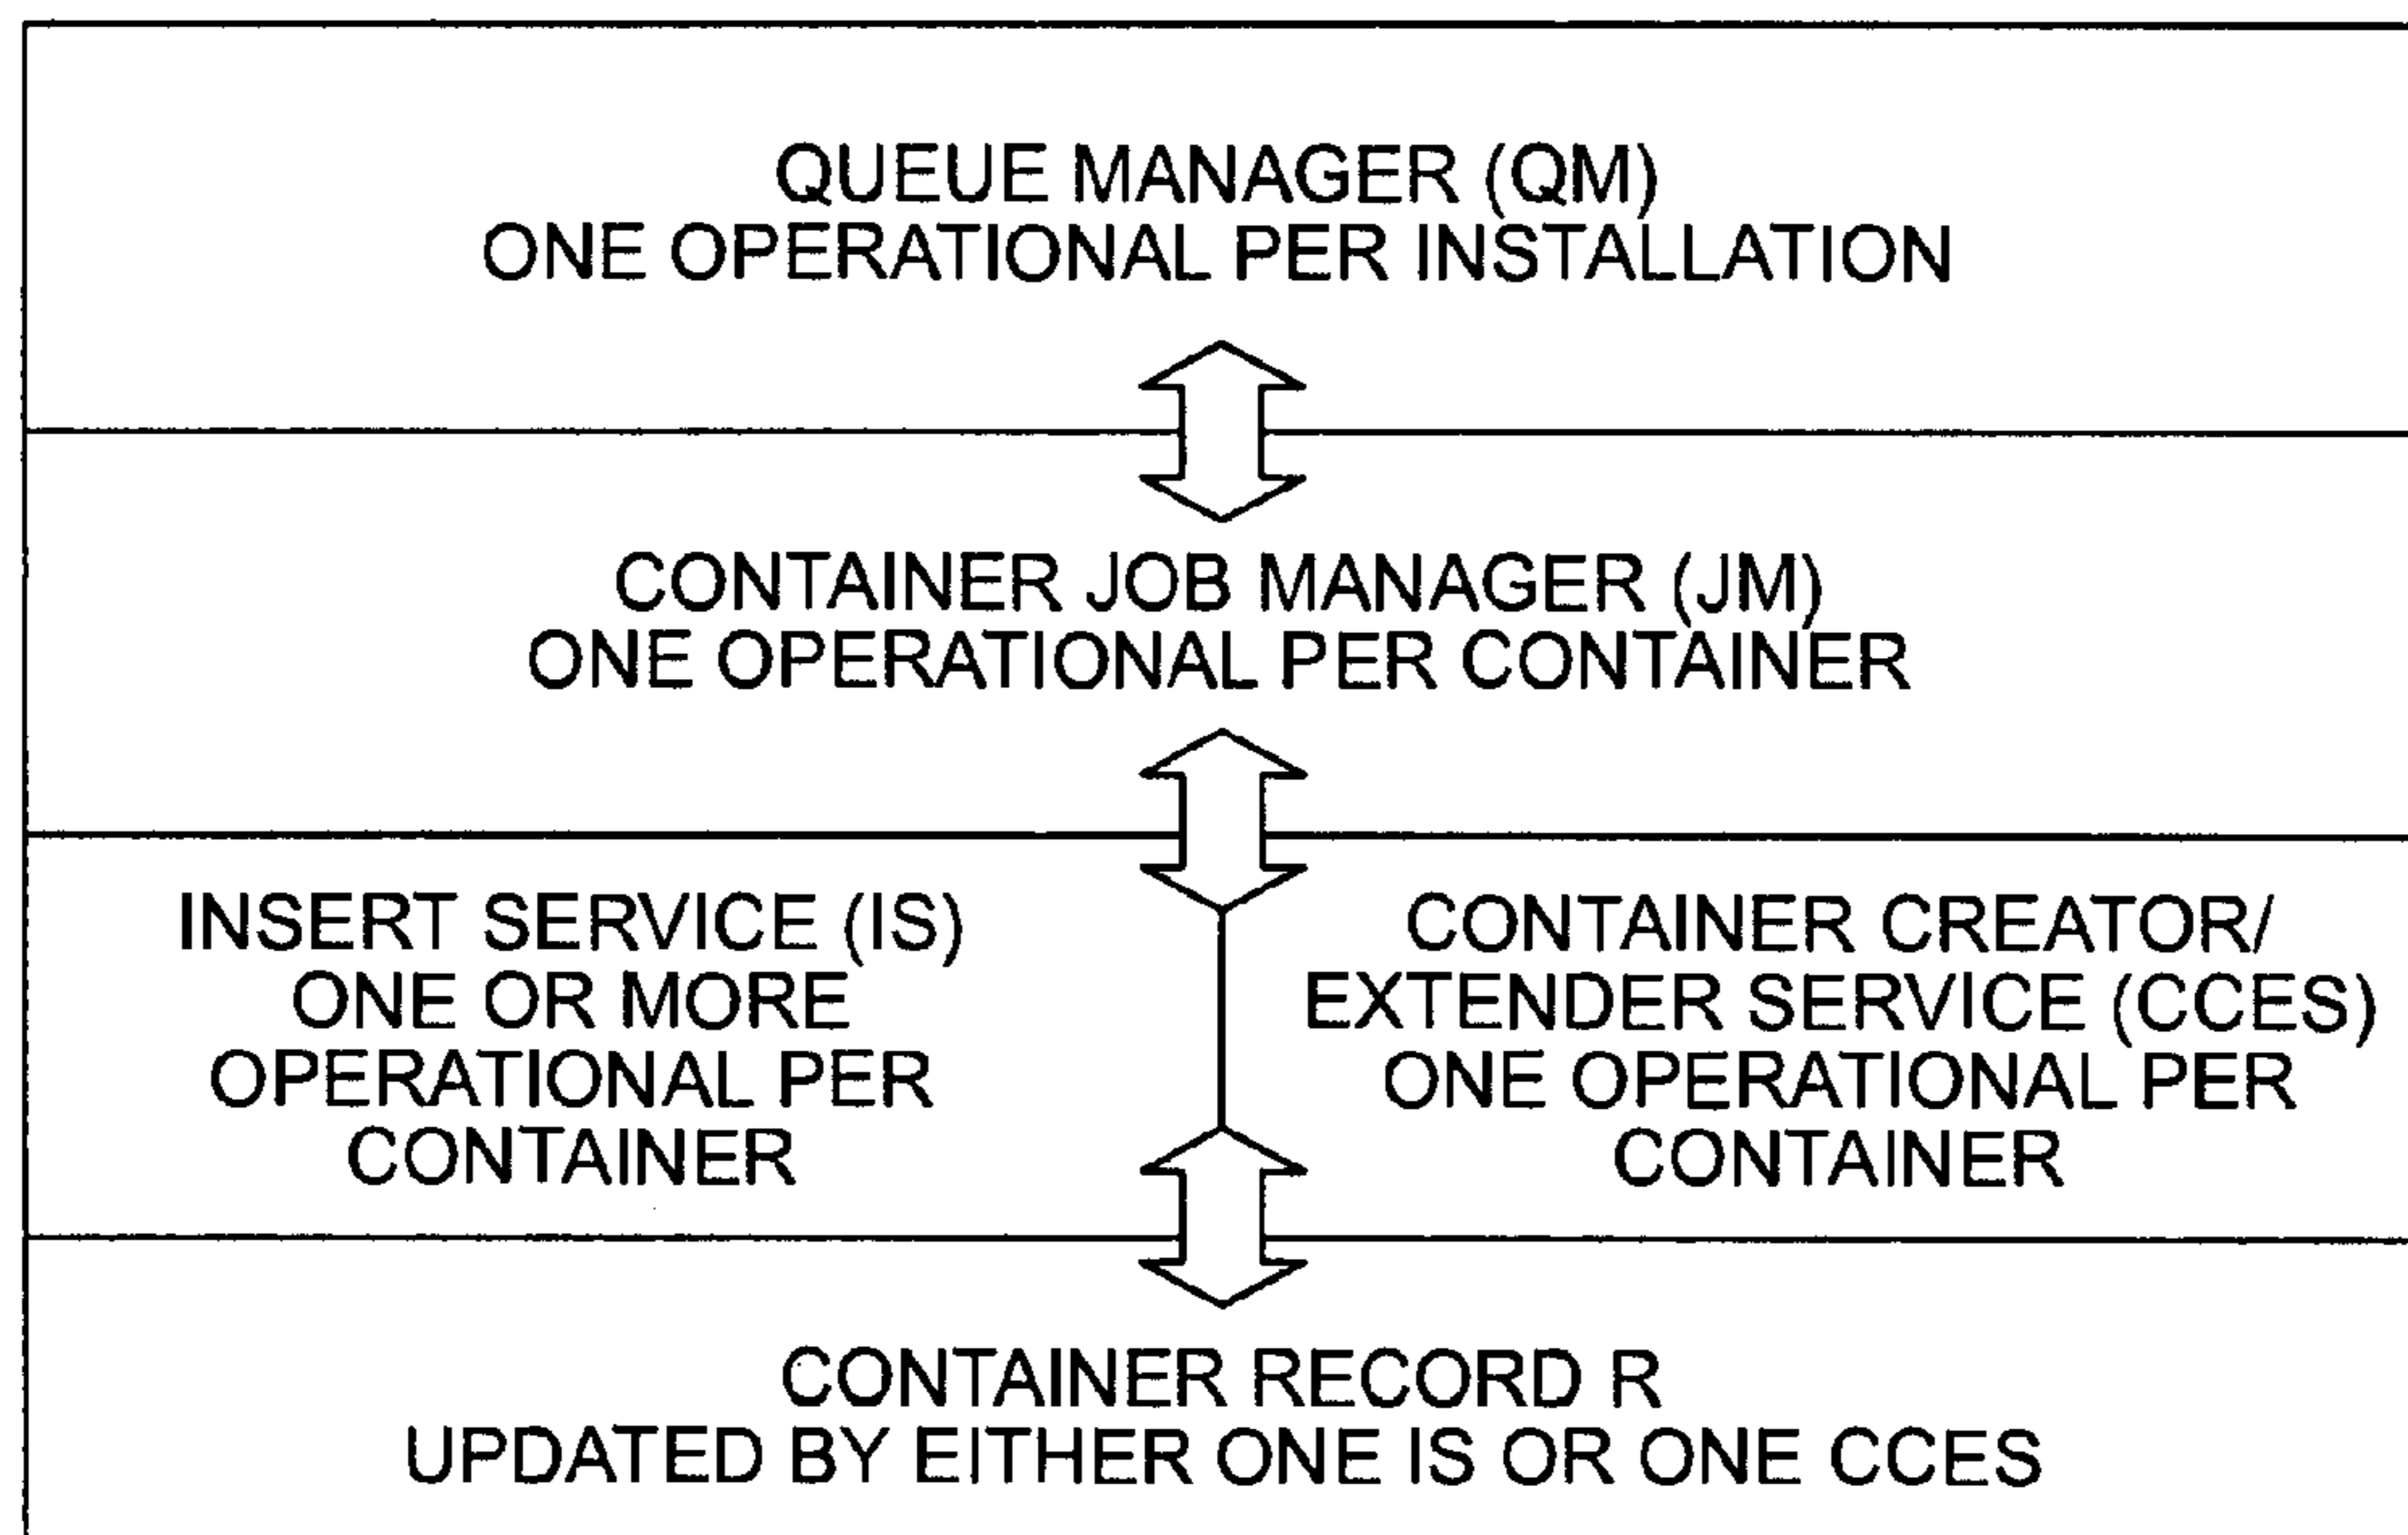 QUEUE MANAGER (QM)
ONE OPERATIONAL PER INSTALLATION
CONTAINER JOB MANAGER (JM)
ONE OPERATIONAL PER CONTAINER
INSERT SERVICE (IS)
ONE OR MORE
OPERATIONAL PER
CONTAINER
CONTAINER CREATOR/
EXTENDER SERVICE (CCES)
ONE OPERATIONAL PER
CONTAINER
CONTAINER RECORD R
UPDATED BY EITHER ONE IS OR ONE CCES